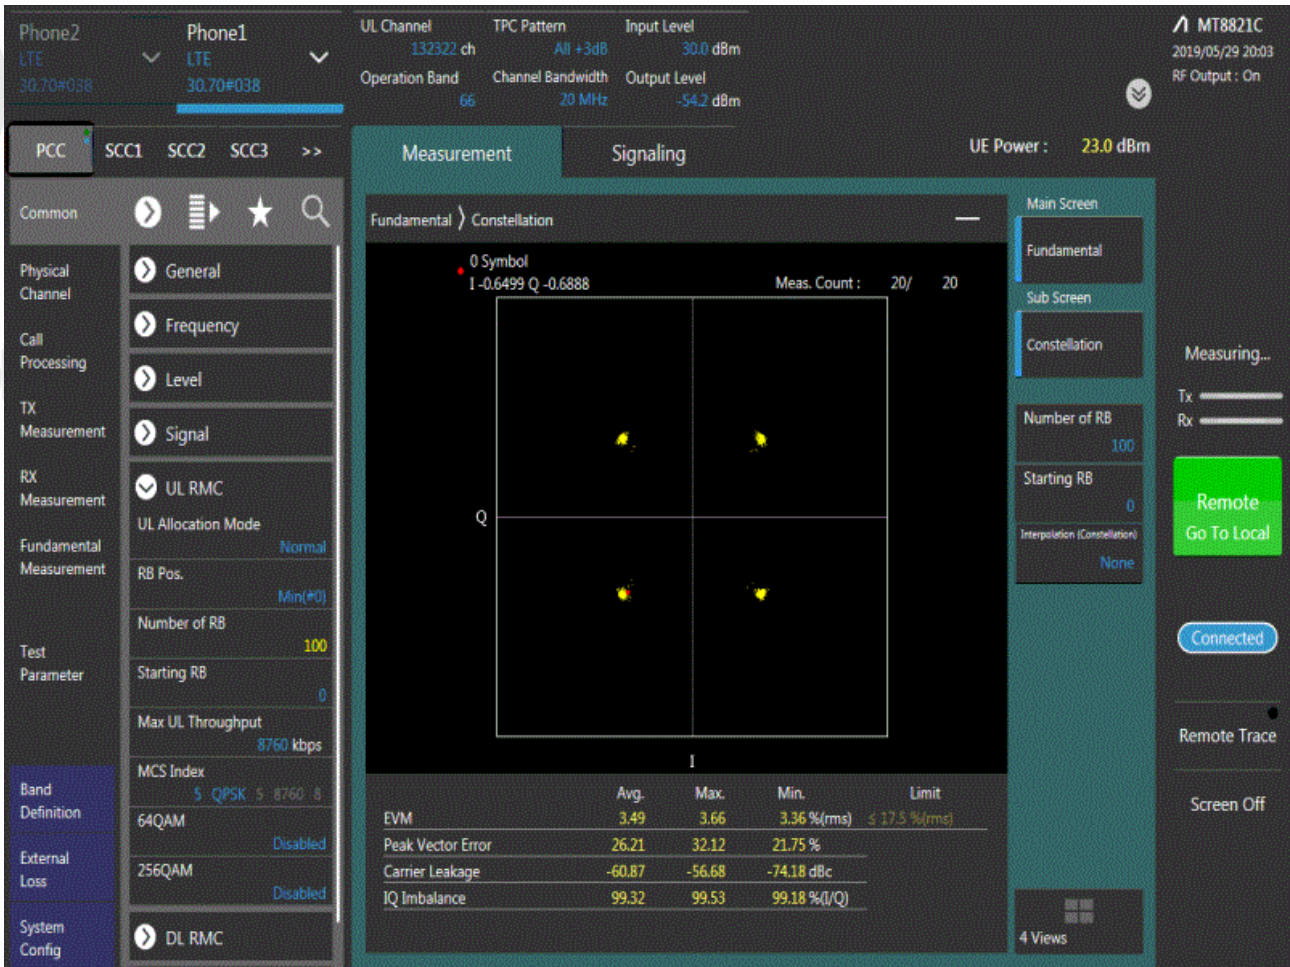 Phone2
LTE
30.70#038
Phone1
LTE
30.70#038
UL Channel
132322 ch
TPC Pattern
All +3dB
Input Level
30.0 dBm
Operation Band
66
Channel Bandwidth
20 MHz
Output Level
-54.2 dBm
MT8821C
2019/05/29 20:03
RF Output : On
PCC SCC1 SCC2 SCC3 >>
Measurement
Signaling
UE Power : 23.0 dBm
Common
Physical
Channel
Call
Processing
TX
Measurement
RX
Measurement
Fundamental
Measurement
Test
Parameter
Band
Definition
External
Loss
System
Config
General
Frequency
Level
Signal
UL RMC
UL Allocation Mode
Normal
RB Pos.
Min(#0)
Number of RB
100
Starting RB
0
Max UL Throughput
8760 kbps
MCS Index
5 QPSK 5 8760 8
64QAM
Disabled
256QAM
Disabled
DL RMC
Fundamental Constellation
0 Symbol
I -0.6499 Q -0.6888
Meas. Count : 20/ 20
Q
I
Avg. Max. Min. Limit
EVM 3.49 3.66 3.36 %(rms) ≤ 17.5 %(rms)
Peak Vector Error 26.21 32.12 21.75 %
Carrier Leakage -60.87 -56.68 -74.18 dBc
IQ Imbalance 99.32 99.53 99.18 %(I/Q)
Main Screen
Fundamental
Sub Screen
Constellation
Number of RB
100
Starting RB
0
Interpolation (Constellation)
None
4 Views
Measuring...
Tx
Rx
Remote
Go To Local
Connected
Remote Trace
Screen Off